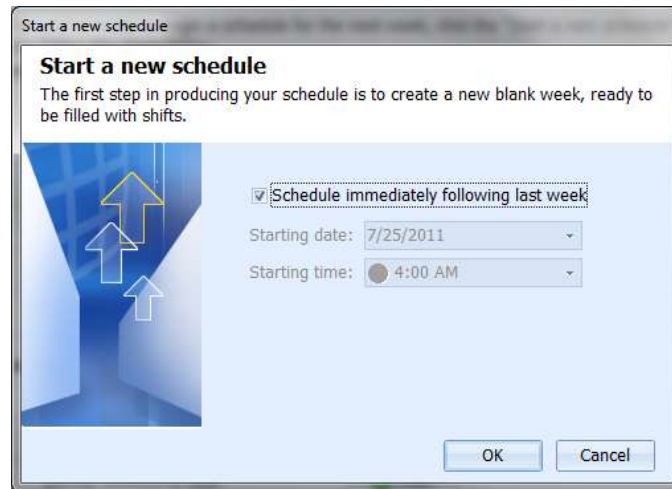 Start a new schedule
Start a new schedule
The first step in producing your schedule is to create a new blank week, ready to
be filled with shifts.
Schedule immediately following last week
Starting date: 7/25/2011
Starting time: 4:00 AM
OK Cancel